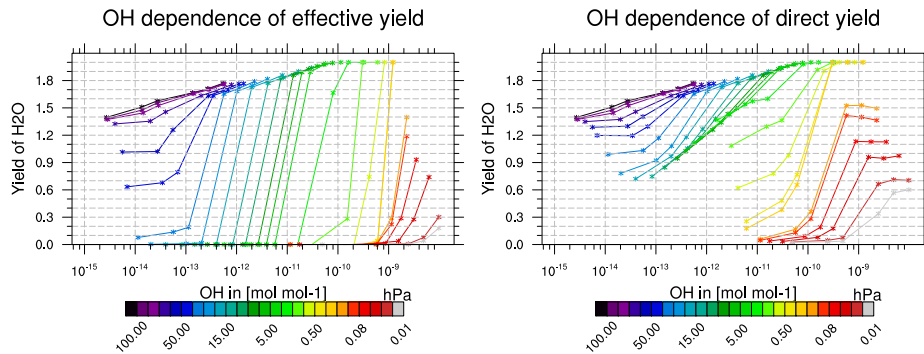 OH dependence of effective yield
Yield of H2O
1.8
1.5
1.2
0.9
0.6
0.3
0.0
10-15 10-14 10-13 10-12 10-11 10-10 10-9
OH in [mol mol-1]
hPa
100.00 50.00 15.00 5.00 0.50 0.08 0.01
OH dependence of direct yield
Yield of H2O
1.8
1.5
1.2
0.9
0.6
0.3
0.0
10-15 10-14 10-13 10-12 10-11 10-10 10-9
OH in [mol mol-1]
hPa
100.00 50.00 15.00 5.00 0.50 0.08 0.01